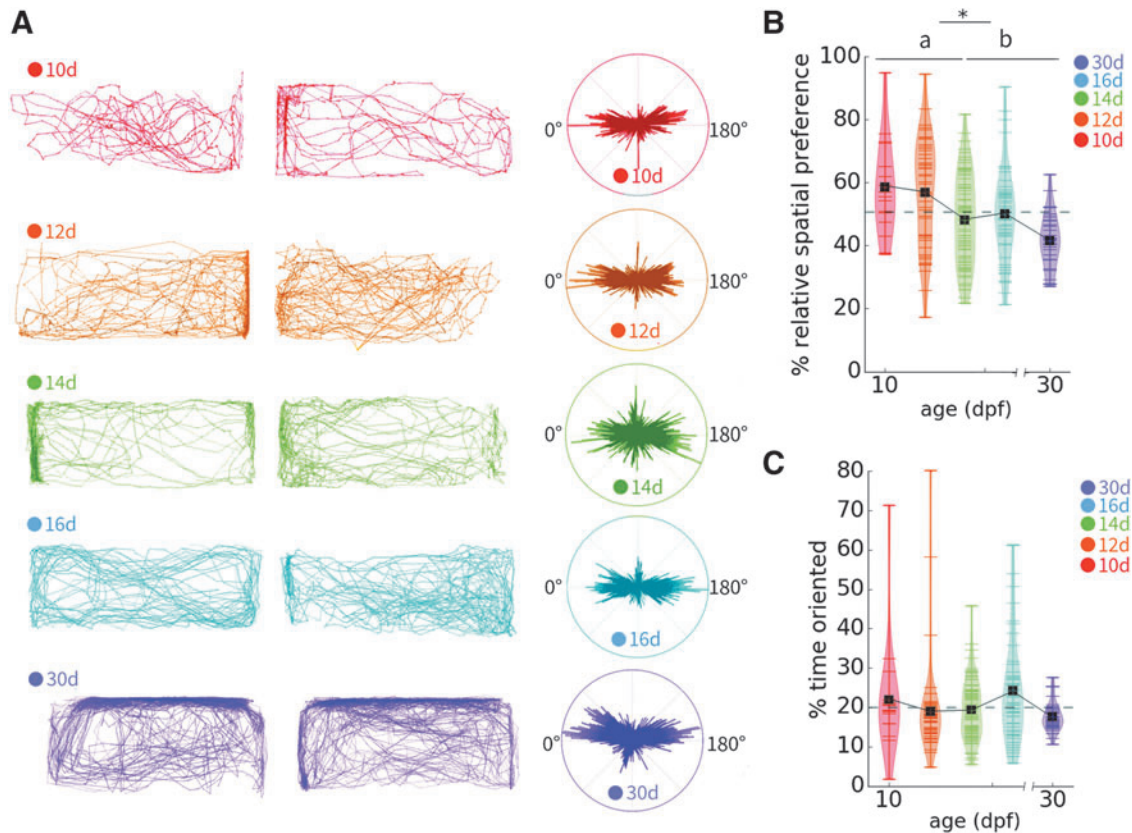 A
10d
0°
180°
10d
12d
0°
180°
12d
14d
0°
180°
14d
16d
0°
180°
16d
30d
0°
180°
30d
B
*
a
b
% relative spatial preference
100
80
60
40
20
0
10
30
age (dpf)
30d
16d
14d
12d
10d
C
% time oriented
80
70
60
50
40
30
20
10
0
10
30
age (dpf)
30d
16d
14d
12d
10d